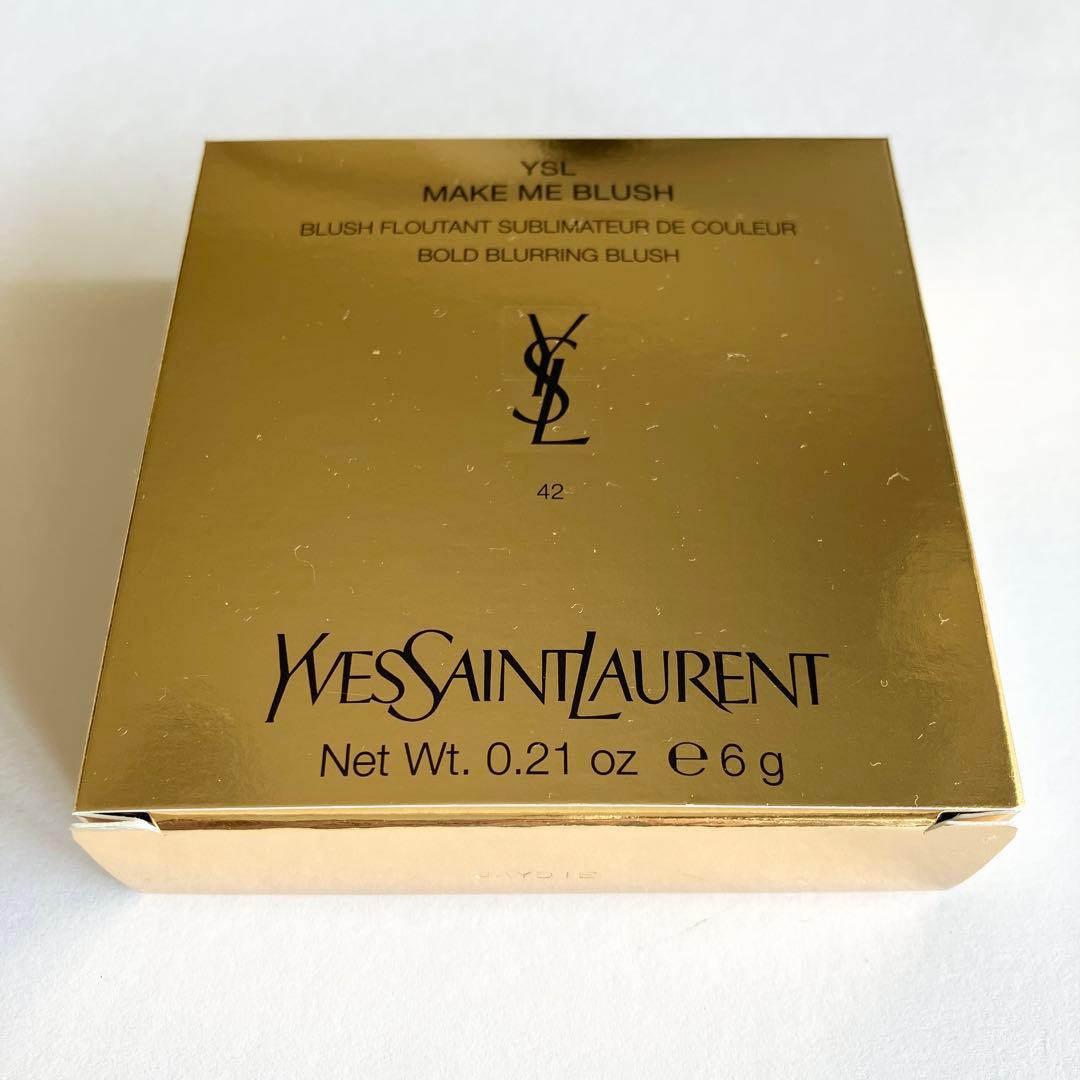 YSL
MAKE ME BLUSH
BLUSH FLOUTANT SUBLIMATEUR DE COULEUR
BOLD BLURRING BLUSH
YSL
42
YVESSAINTLAURENT
Net Wt. 0.21 oz ℮ 6 g